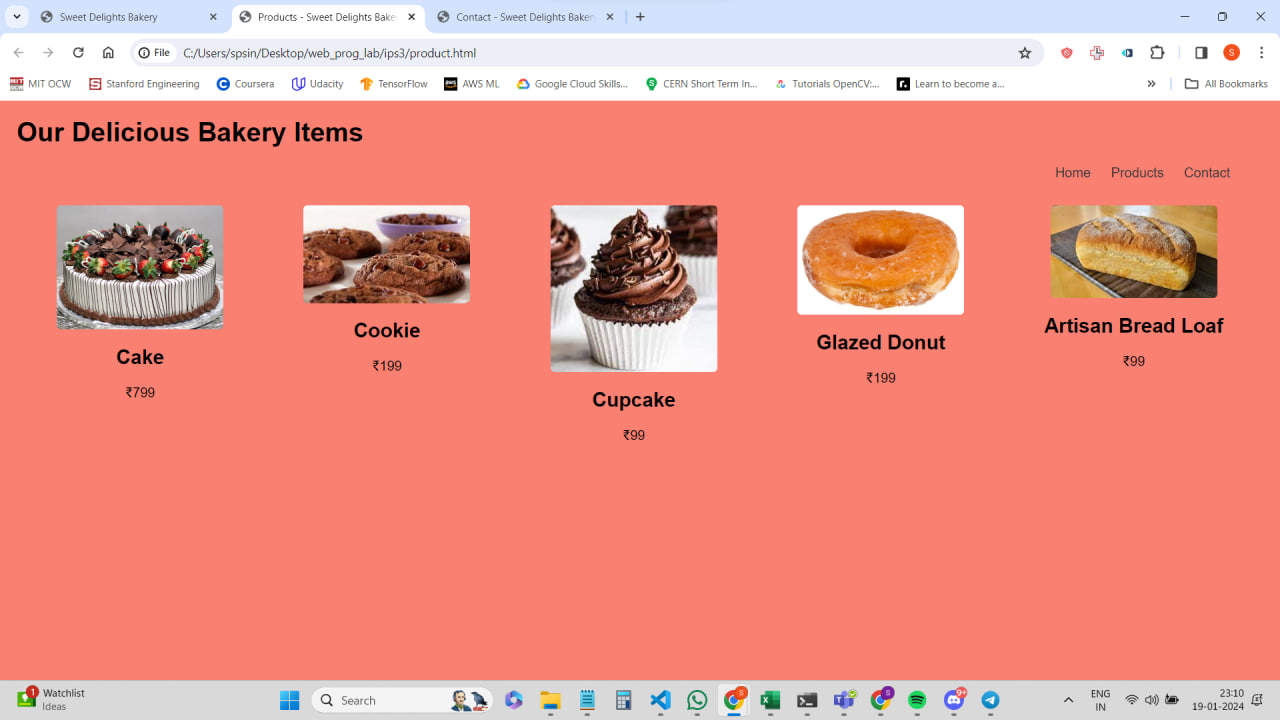 Sweet Delights Bakery
Products - Sweet Delights Bake
Contact - Sweet Delights Bakery
File
C:/Users/spsin/Desktop/web_prog_lab/ips3/product.html
S
MIT OCW
Stanford Engineering
Coursera
Udacity
TensorFlow
aws
AWS ML
Google Cloud Skills...
CERN Short Term In...
Tutorials OpenCV:...
Learn to become a...
All Bookmarks
Our Delicious Bakery Items
Home Products Contact
Cake
₹799
Cookie
₹199
Cupcake
₹99
Glazed Donut
₹199
Artisan Bread Loaf
₹99
1
Watchlist
Ideas
Search
S
S
9+
ENG
IN
23:10
19-01-2024